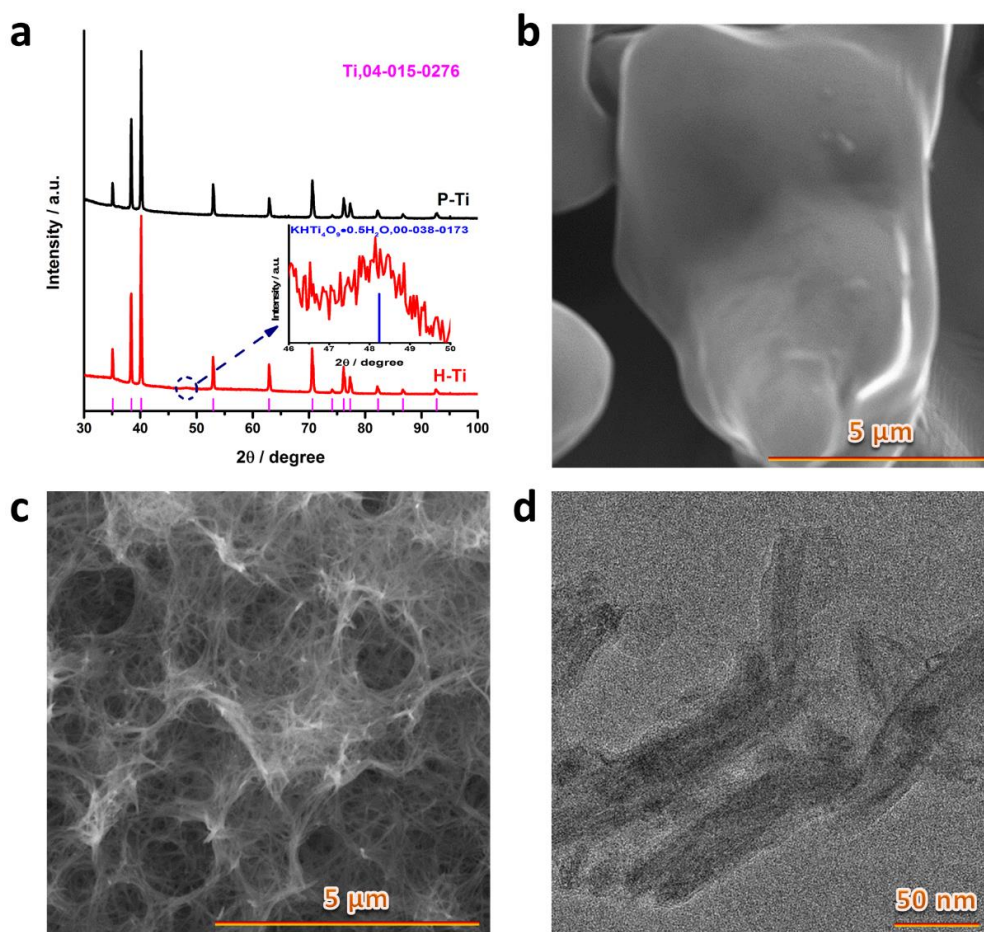 a
Ti,04-015-0276
P-Ti
KHTi₄O₉•0.5H₂O,00-038-0173
Intensity / a.u.
46 47 48 49 50
2θ / degree
H-Ti
Intensity / a.u.
30 40 50 60 70 80 90 100
2θ / degree
b
5 μm
c
5 μm
d
50 nm